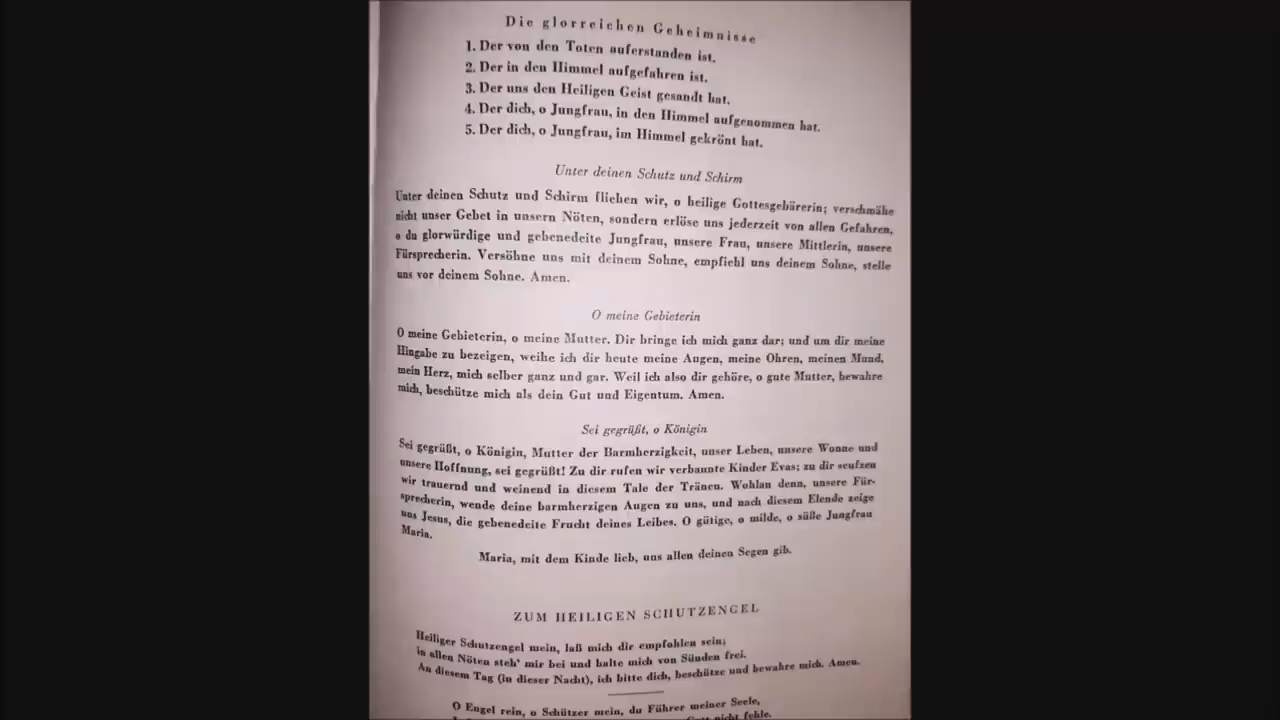 Die glorreichen Geheimnisse
1. Der von den Toten auferstanden ist.
2. Der in den Himmel aufgefahren ist.
3. Der uns den Heiligen Geist gesandt hat.
4. Der dich, o Jungfrau, in den Himmel aufgenommen hat.
5. Der dich, o Jungfrau, im Himmel gekrönt hat.
Unter deinen Schutz und Schirm
Unter deinen Schutz und Schirm fliehen wir, o heilige Gottesgebärerin; verschmähe
nicht unser Gebet in unsern Nöten, sondern erlöse uns jederzeit von allen Gefahren,
o du glorwürdige und gebenedeite Jungfrau, unsere Frau, unsere Mittlerin, unsere
Fürsprecherin. Versöhne uns mit deinem Sohne, empfiehl uns deinem Sohne, stelle
uns vor deinem Sohne. Amen.
O meine Gebieterin
O meine Gebieterin, o meine Mutter. Dir bringe ich mich ganz dar; und um dir meine
Hingabe zu bezeigen, weihe ich dir heute meine Augen, meine Ohren, meinen Mund,
mein Herz, mich selber ganz und gar. Weil ich also dir gehöre, o gute Mutter, bewahre
mich, beschütze mich als dein Gut und Eigentum. Amen.
Sei gegrüßt, o Königin
Sei gegrüßt, o Königin, Mutter der Barmherzigkeit, unser Leben, unsere Wonne und
unsere Hoffnung, sei gegrüßt! Zu dir rufen wir verbannte Kinder Evas; zu dir seufzen
wir trauernd und weinend in diesem Tale der Tränen. Wohlan denn, unsere Für-
sprecherin, wende deine barmherzigen Augen zu uns, und nach diesem Elende zeige
uns Jesus, die gebenedeite Frucht deines Leibes. O gütige, o milde, o süße Jungfrau
Maria.
Maria, mit dem Kinde lieb, uns allen deinen Segen gib.
ZUM HEILIGEN SCHUTZENGEL
Heiliger Schutzengel mein, laß mich dir empfohlen sein;
in allen Nöten steh' mir bei und halte mich von Sünden frei.
An diesem Tag (in dieser Nacht), ich bitte dich, beschütze und bewahre mich. Amen.
O Engel rein, o Schützer mein, du Führer meiner Seele,
Gott nicht fehle.